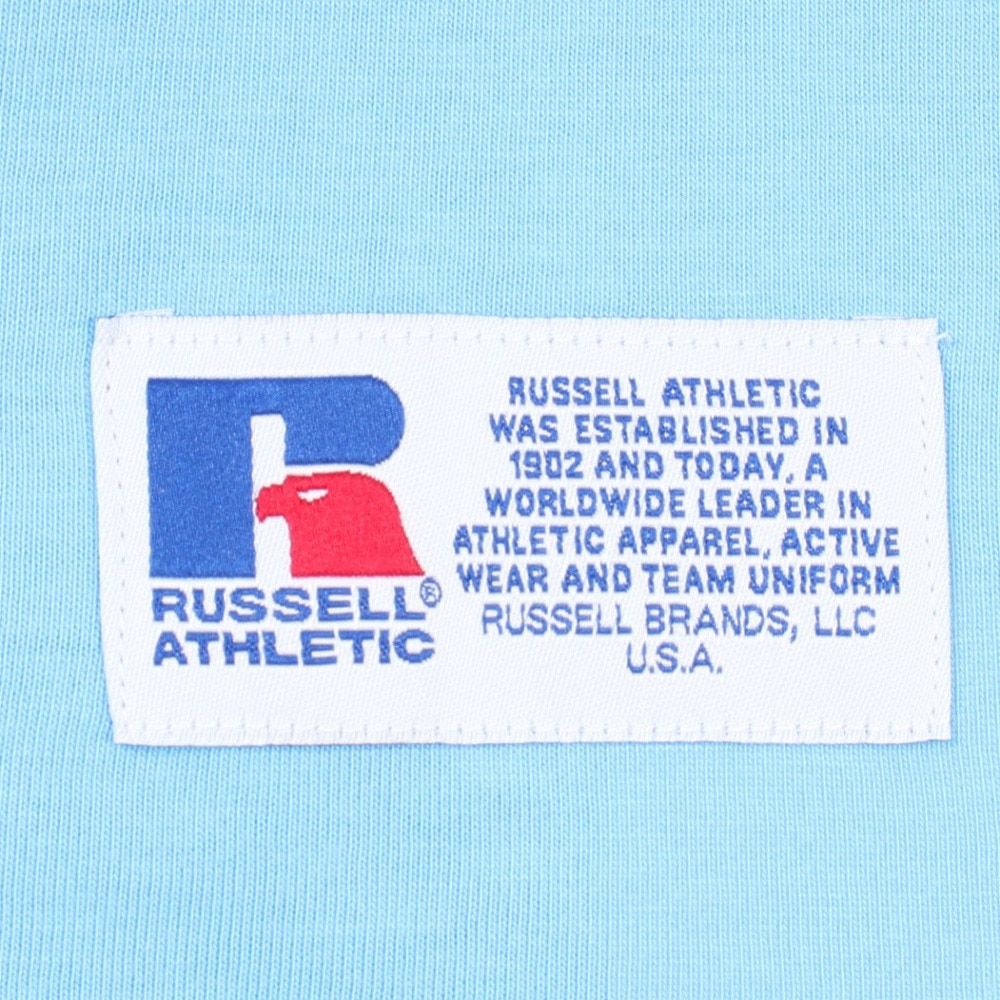 RUSSELL®
ATHLETIC
RUSSELL ATHLETIC
WAS ESTABLISHED IN
1902 AND TODAY, A
WORLDWIDE LEADER IN
ATHLETIC APPAREL, ACTIVE
WEAR AND TEAM UNIFORM
RUSSELL BRANDS, LLC
U.S.A.